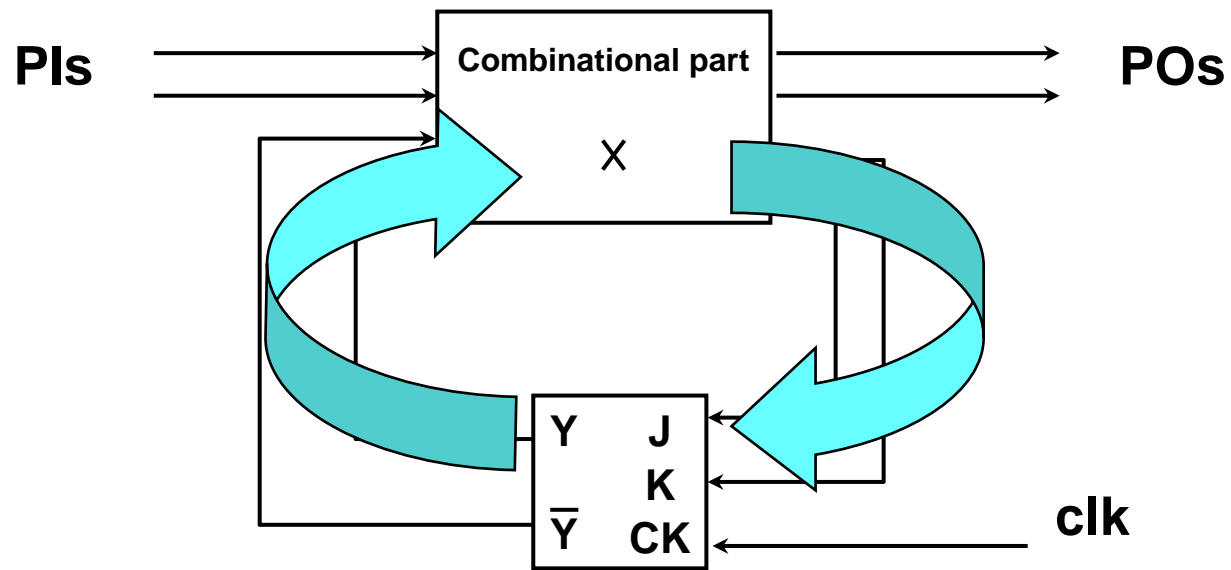 PIs
Combinational part
POs
X
Y J
K
Y̅ CK
clk